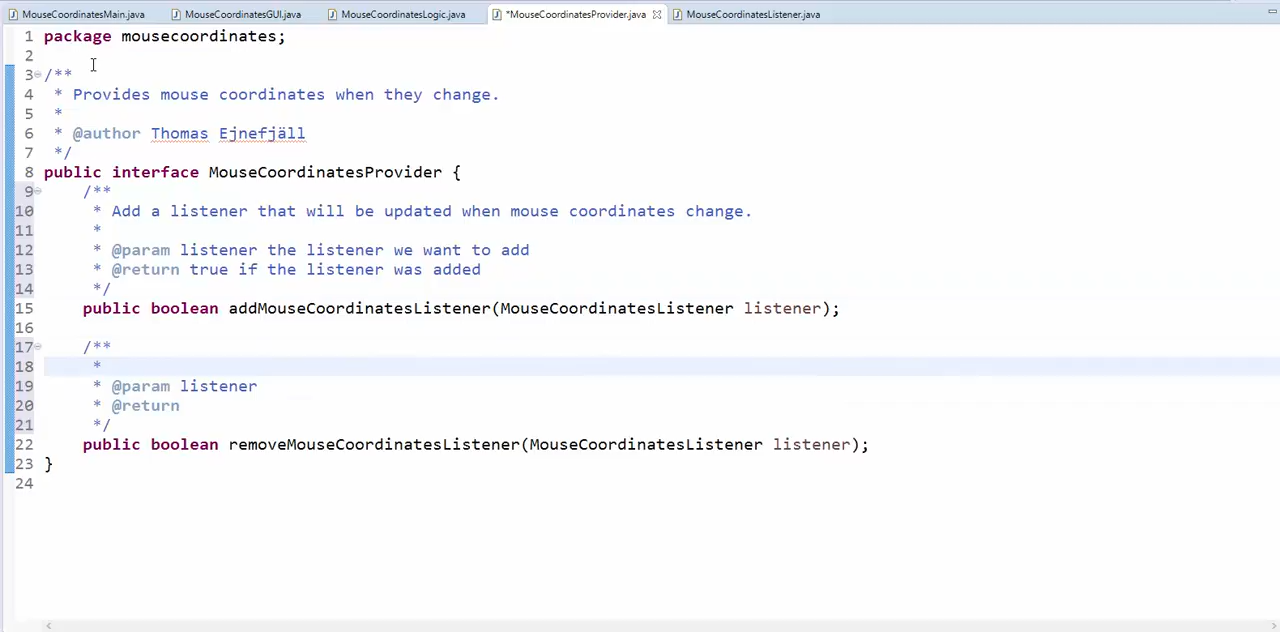 MouseCoordinatesMain.java MouseCoordinatesGUI.java MouseCoordinatesLogic.java *MouseCoordinatesProvider.java MouseCoordinatesListener.java
1 package mousecoordinates;
2
3 /**
4 * Provides mouse coordinates when they change.
5 *
6 * @author Thomas Ejnefjäll
7 */
8 public interface MouseCoordinatesProvider {
9 /**
10 * Add a listener that will be updated when mouse coordinates change.
11 *
12 * @param listener the listener we want to add
13 * @return true if the listener was added
14 */
15 public boolean addMouseCoordinatesListener(MouseCoordinatesListener listener);
16
17 /**
18 *
19 * @param listener
20 * @return
21 */
22 public boolean removeMouseCoordinatesListener(MouseCoordinatesListener listener);
23 }
24